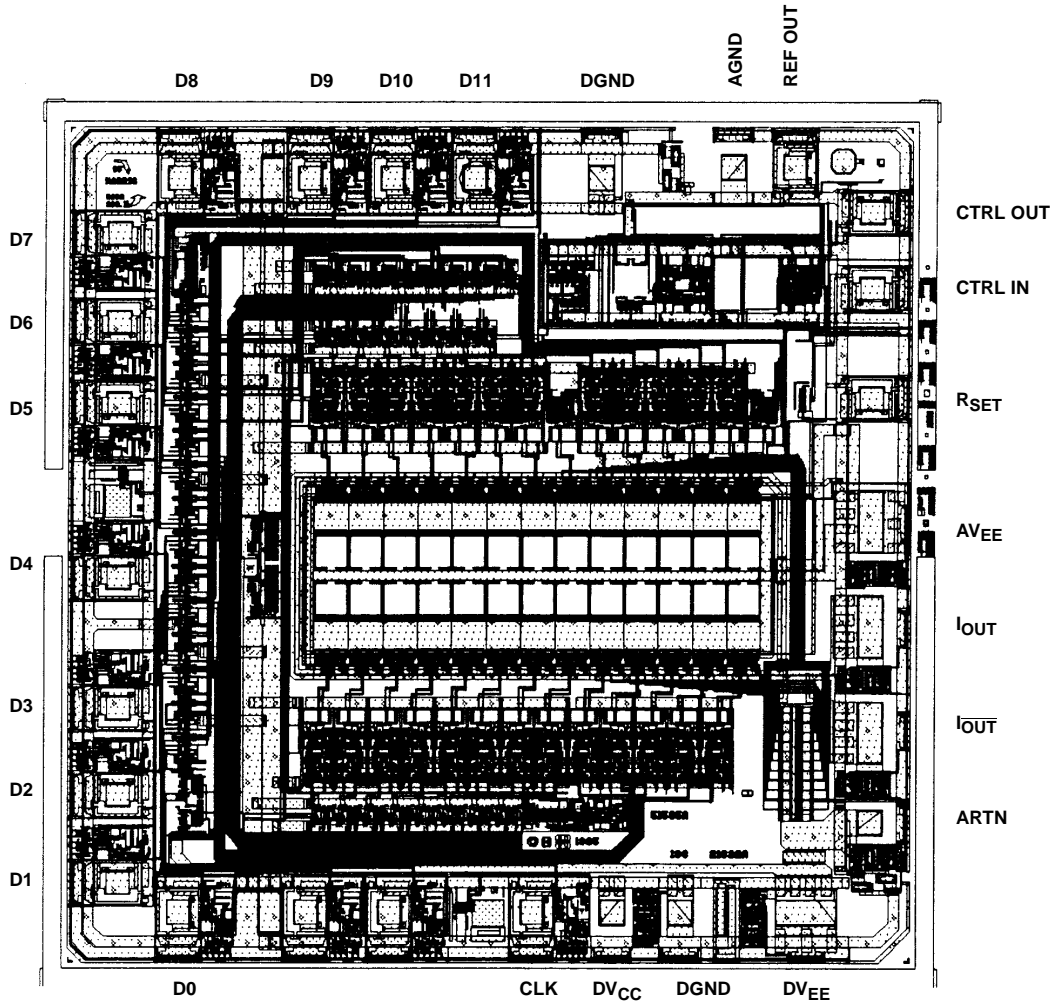 AGND
REF OUT
D8
D9
D10
D11
DGND
CTRL OUT
D7
CTRL IN
D6
D5
RSET
AVEE
D4
IOUT
D3
I̅O̅U̅T̅
D2
ARTN
D1
D0
CLK
DVCC
DGND
DVEE